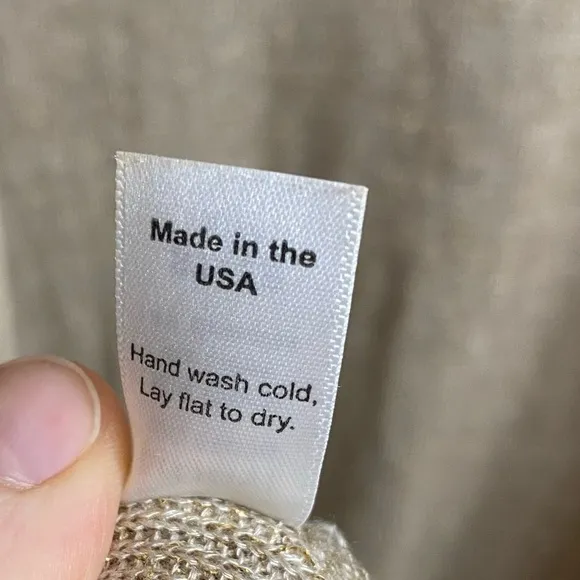 Made in the
USA
Hand wash cold,
Lay flat to dry.